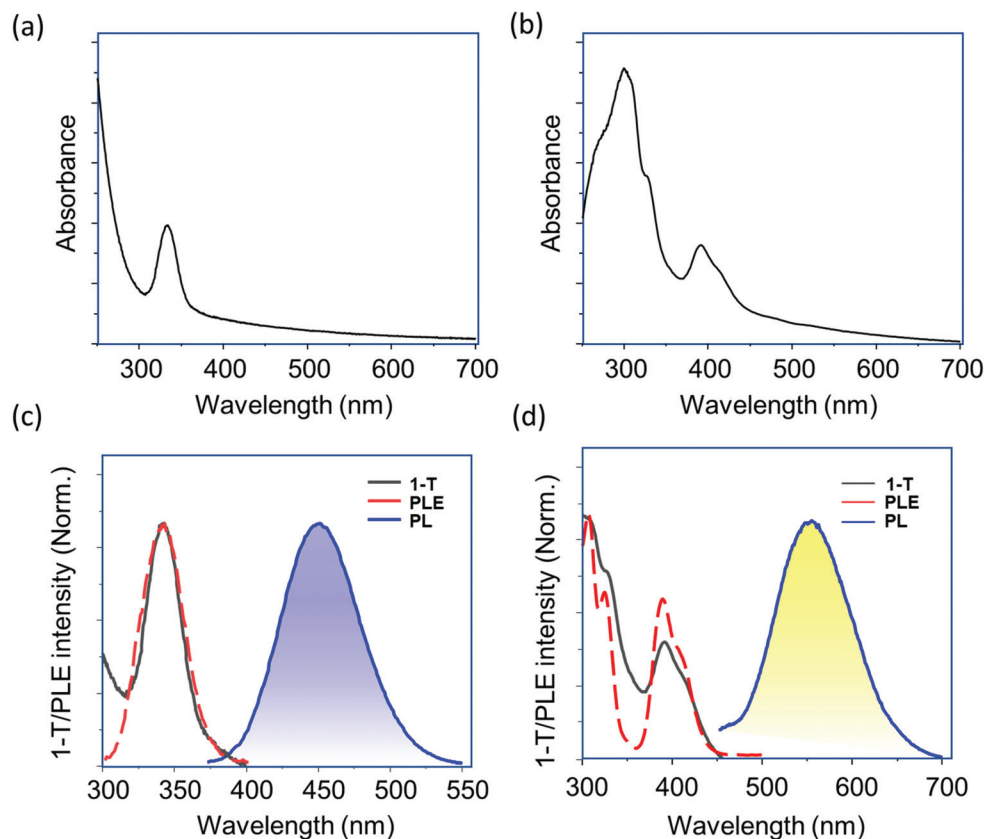 (a)
Absorbance
300 400 500 600 700
Wavelength (nm)
(b)
Absorbance
300 400 500 600 700
Wavelength (nm)
(c)
1-T/PLE intensity (Norm.)
1-T
PLE
PL
300 350 400 450 500 550
Wavelength (nm)
(d)
1-T/PLE intensity (Norm.)
1-T
PLE
PL
300 400 500 600 700
Wavelength (nm)